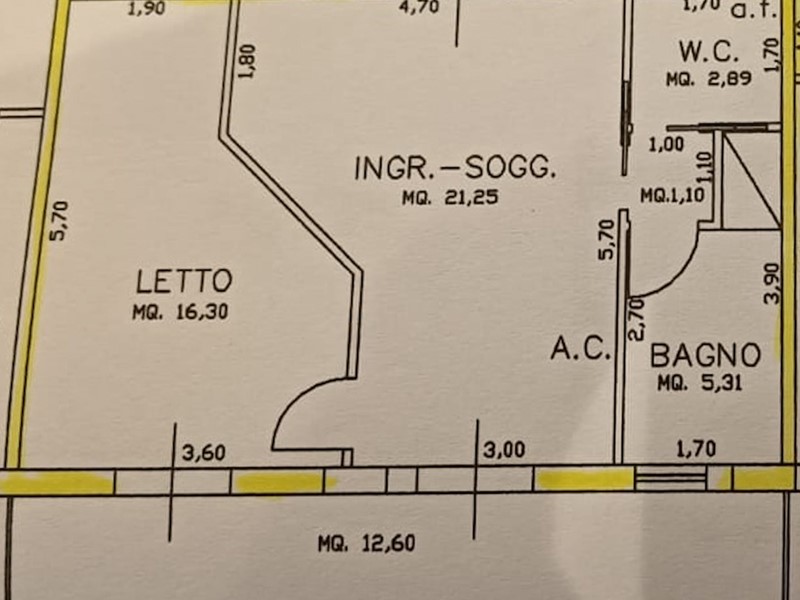 1,90
4,70
1,70 a.f.
1,80
W.C.
MQ. 2,89
1,70
1,00
1,10
INGR.-SOGG.
MQ. 21,25
MQ.1,10
5,70
5,70
LETTO
MQ. 16,30
3,90
2,70
A.C.
BAGNO
MQ. 5,31
3,60
3,00
1,70
MQ. 12,60